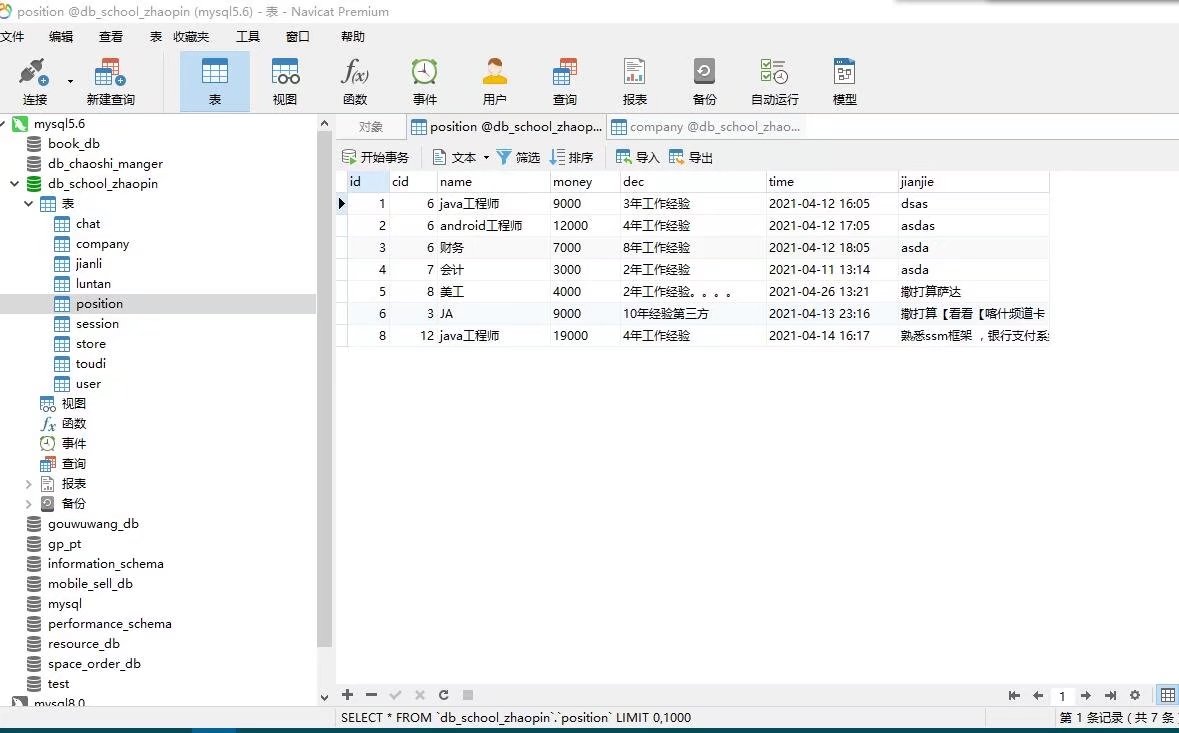 position @db_school_zhaopin (mysql5.6) - 表 - Navicat Premium
文件 编辑 查看 表 收藏夹 工具 窗口 帮助
连接 新建查询 表 视图 函数 事件 用户 查询 报表 备份 自动运行 模型
mysql5.6
book_db
db_chaoshi_manger
db_school_zhaopin
表
chat
company
jianli
luntan
position
session
store
toudi
user
视图
函数
事件
查询
报表
备份
gouwuwang_db
gp_pt
information_schema
mobile_sell_db
mysql
performance_schema
resource_db
space_order_db
test
mysql8.0
对象 position @db_school_zhaop... company @db_school_zhao...
开始事务 文本 筛选 排序 导入 导出
id cid name money dec time jianjie
1 6 java工程师 9000 3年工作经验 2021-04-12 16:05 dsas
2 6 android工程师 12000 4年工作经验 2021-04-12 17:05 asdas
3 6 财务 7000 8年工作经验 2021-04-12 18:05 asda
4 7 会计 3000 2年工作经验 2021-04-11 13:14 asda
5 8 美工 4000 2年工作经验。。。。 2021-04-26 13:21 撒打算萨达
6 3 JA 9000 10年经验第三方 2021-04-13 23:16 撒打算【看看【喀什频道卡
8 12 java工程师 19000 4年工作经验 2021-04-14 16:17 熟悉ssm框架 ，银行支付系
1
SELECT * FROM `db_school_zhaopin`.`position` LIMIT 0,1000
第 1 条记录 ( 共 7 条